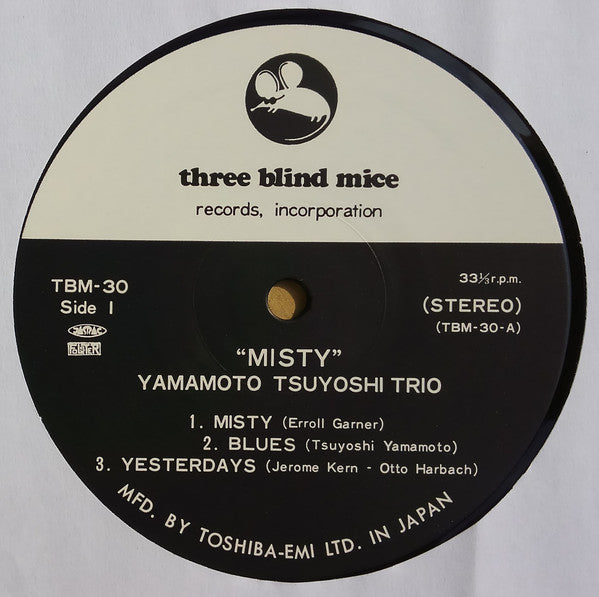 three blind mice
records, incorporation
TBM-30
Side 1
33⅓ r.p.m.
(STEREO)
(TBM-30-A)
JASRAC
"MISTY"
YAMAMOTO TSUYOSHI TRIO
1. MISTY (Erroll Garner)
2. BLUES (Tsuyoshi Yamamoto)
3. YESTERDAYS (Jerome Kern - Otto Harbach)
MFD. BY TOSHIBA-EMI LTD. IN JAPAN